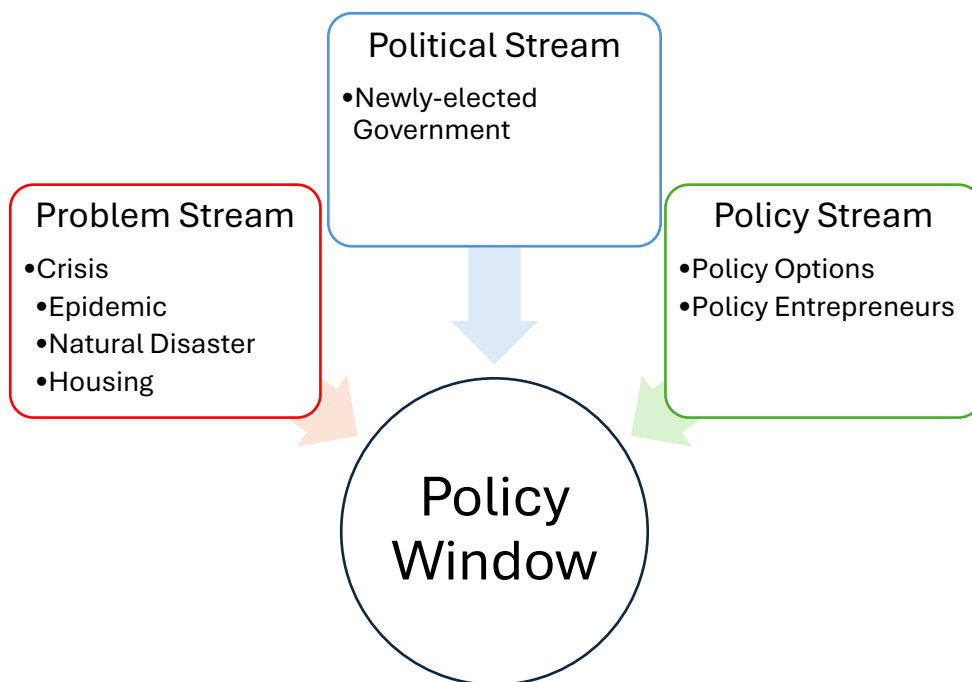 Political Stream
•Newly-elected
Government
Problem Stream
•Crisis
•Epidemic
•Natural Disaster
•Housing
Policy Stream
•Policy Options
•Policy Entrepreneurs
Policy
Window